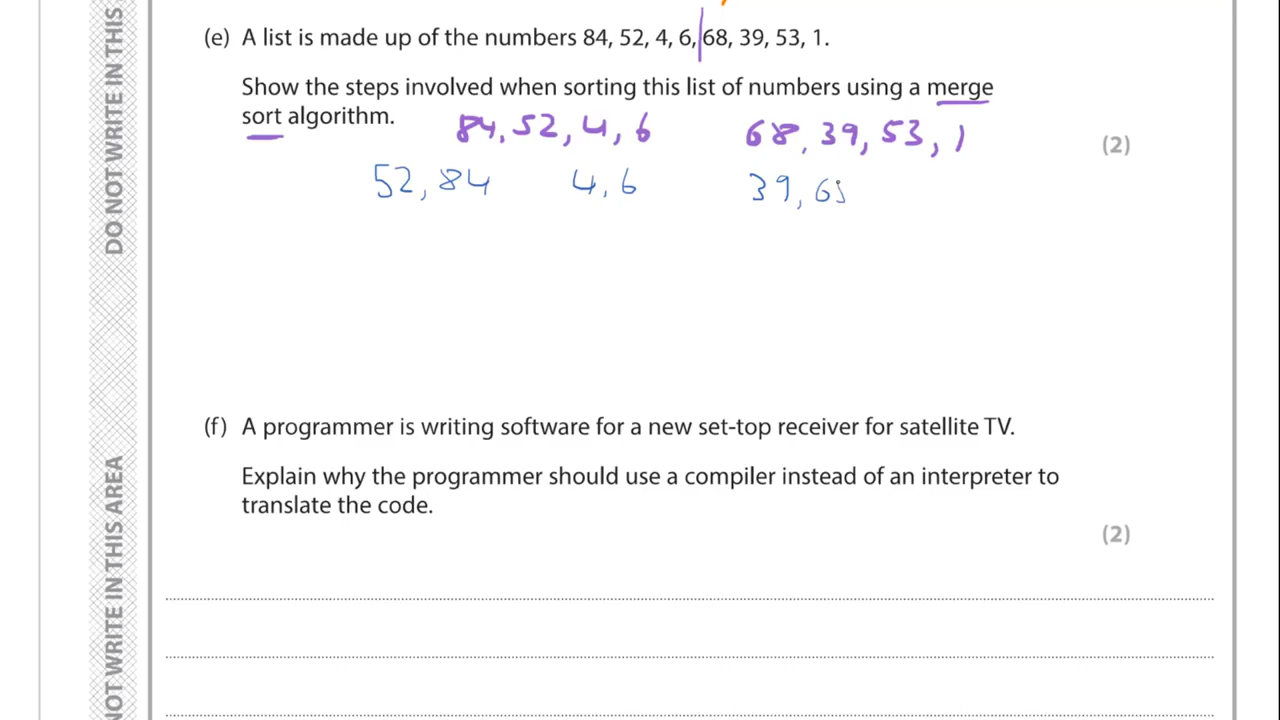 (e) A list is made up of the numbers 84, 52, 4, 6, 68, 39, 53, 1.
Show the steps involved when sorting this list of numbers using a merge
sort algorithm.
84, 52, 4, 6 68, 39, 53, 1
(2)
52, 84 4, 6 39,
(f) A programmer is writing software for a new set-top receiver for satellite TV.
Explain why the programmer should use a compiler instead of an interpreter to
translate the code.
(2)
DO NOT WRITE IN THIS
NOT WRITE IN THIS AREA